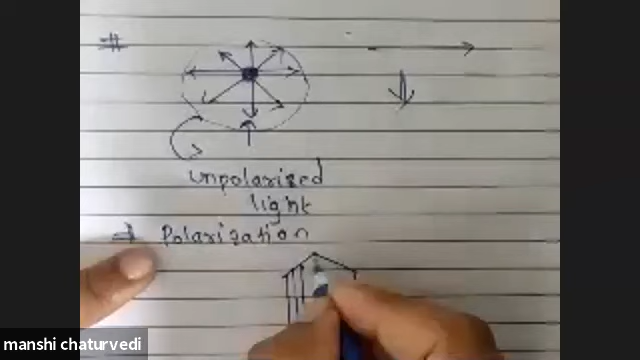 #
unpolarized
light
⇒ Polarization
manshi chaturvedi